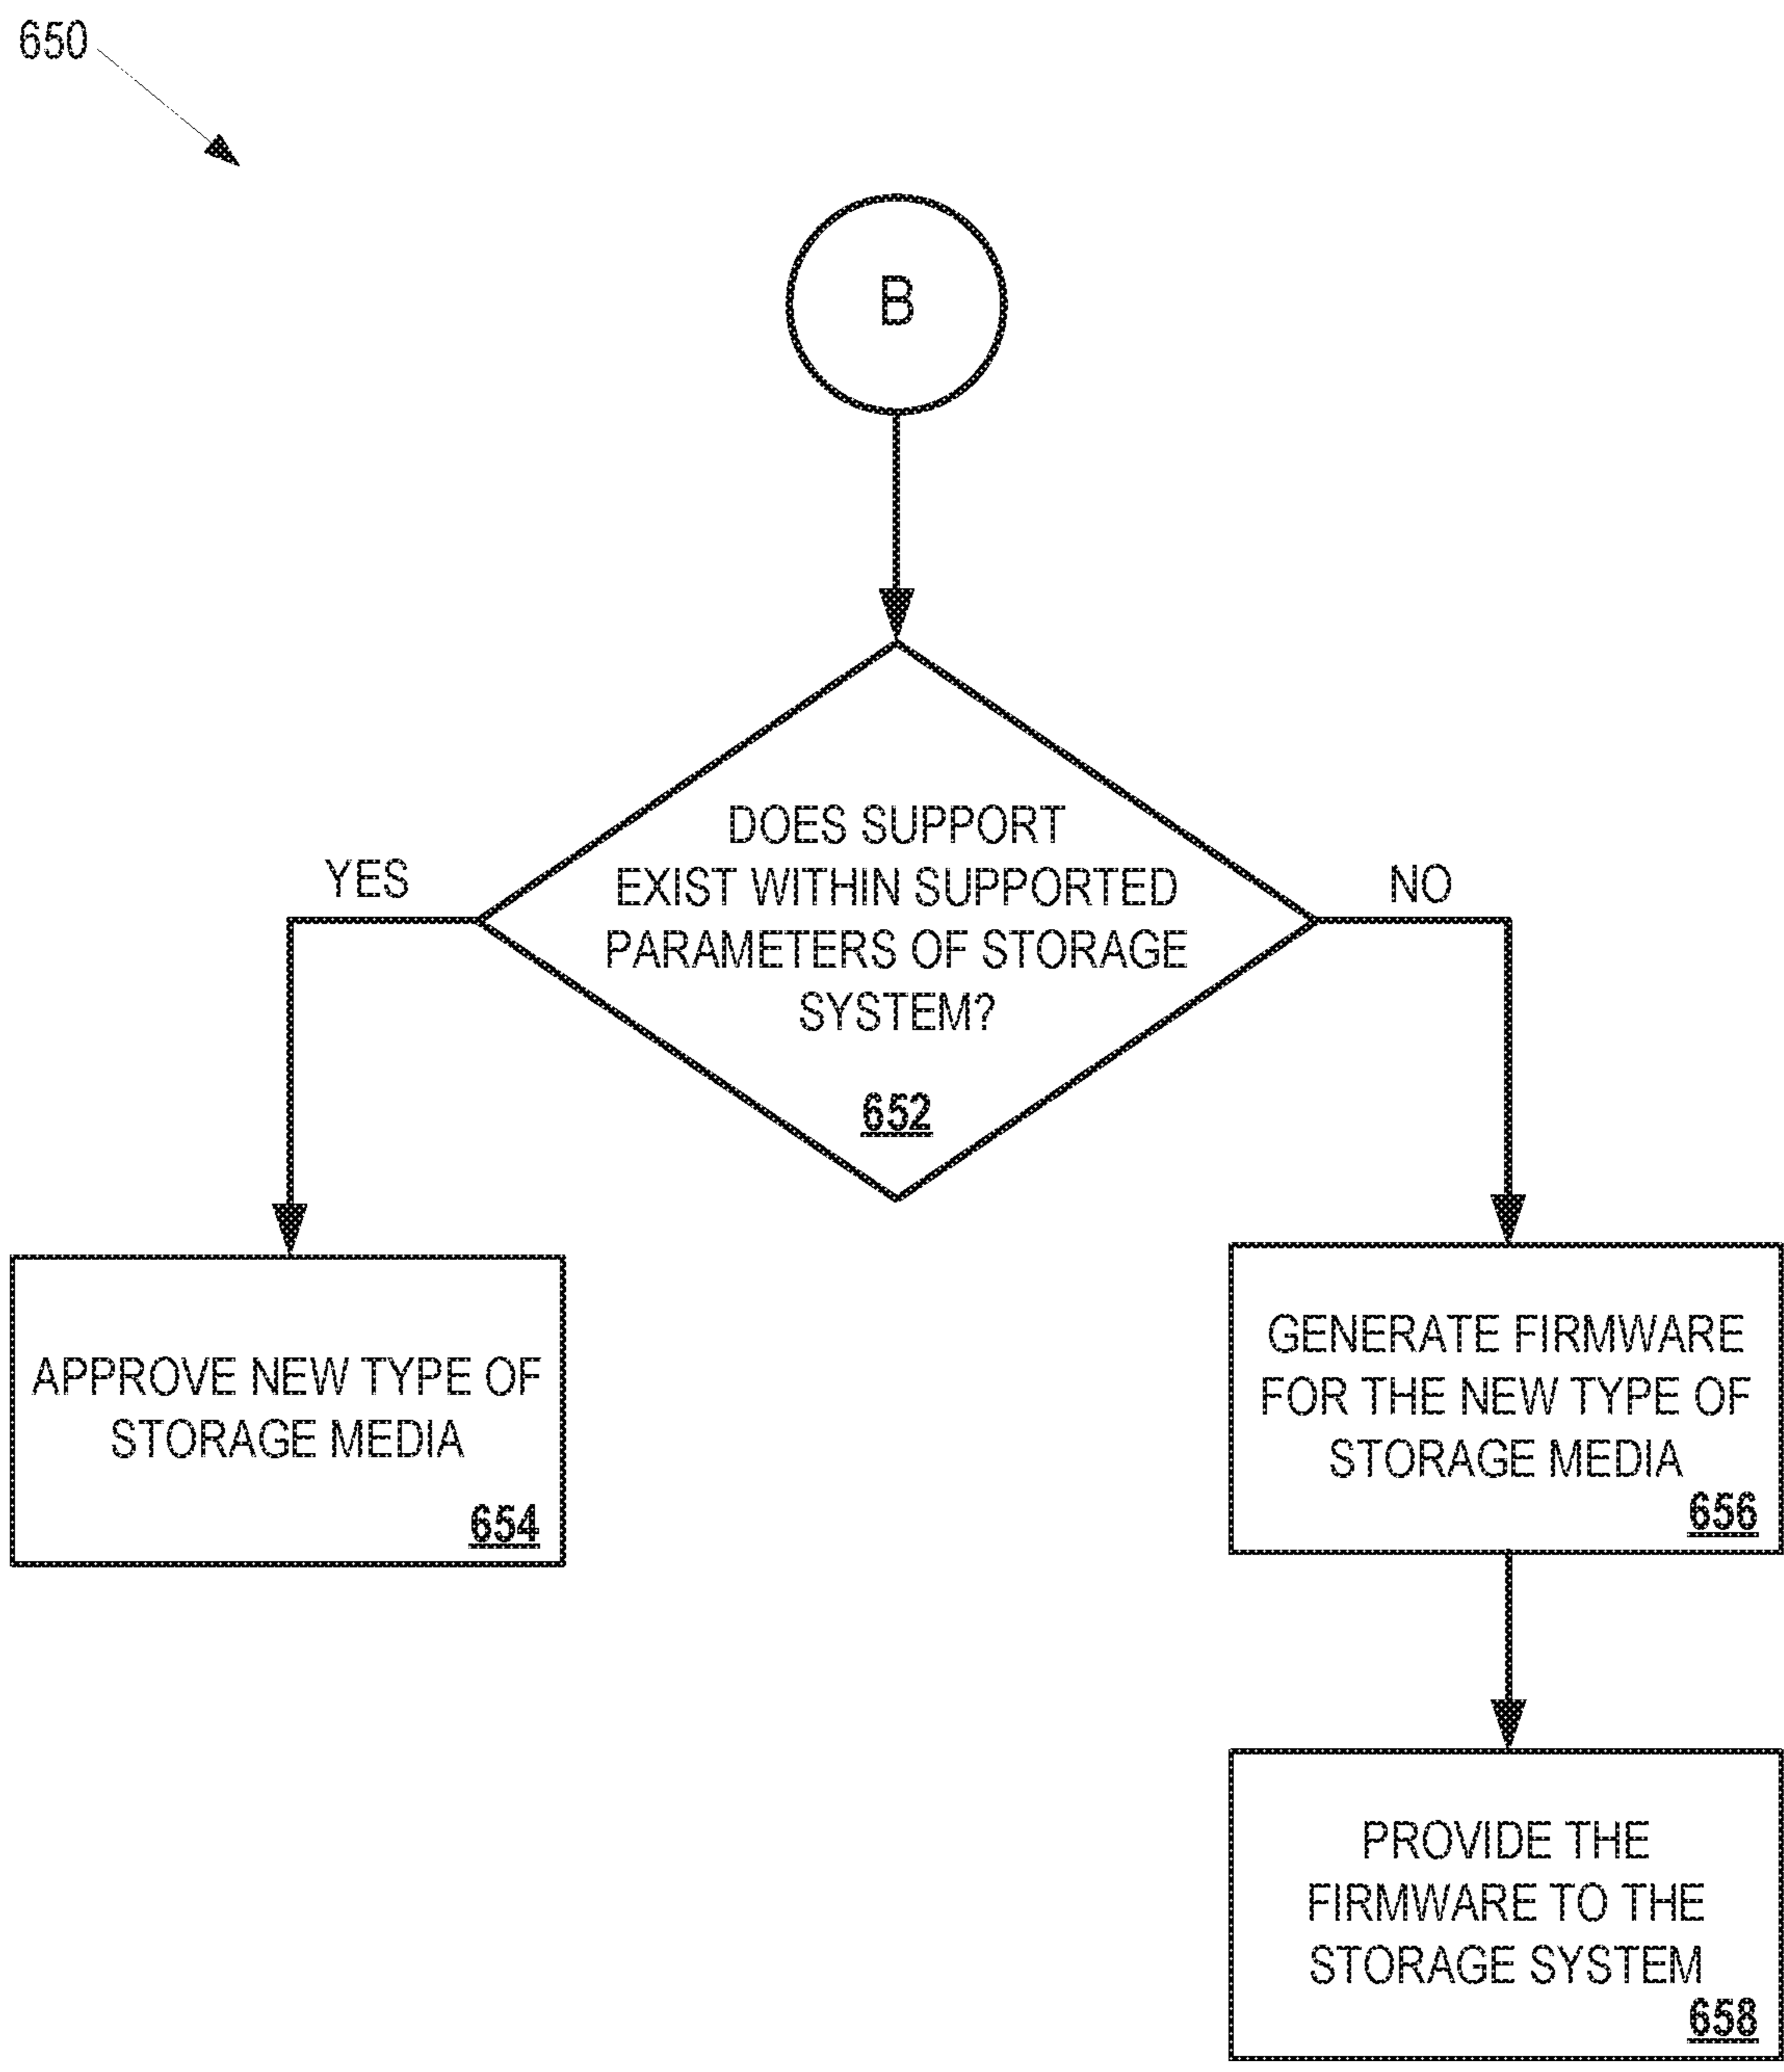 650
B
DOES SUPPORT
EXIST WITHIN SUPPORTED
PARAMETERS OF STORAGE
SYSTEM?
652
YES
NO
APPROVE NEW TYPE OF
STORAGE MEDIA
654
GENERATE FIRMWARE
FOR THE NEW TYPE OF
STORAGE MEDIA
656
PROVIDE THE
FIRMWARE TO THE
STORAGE SYSTEM
658